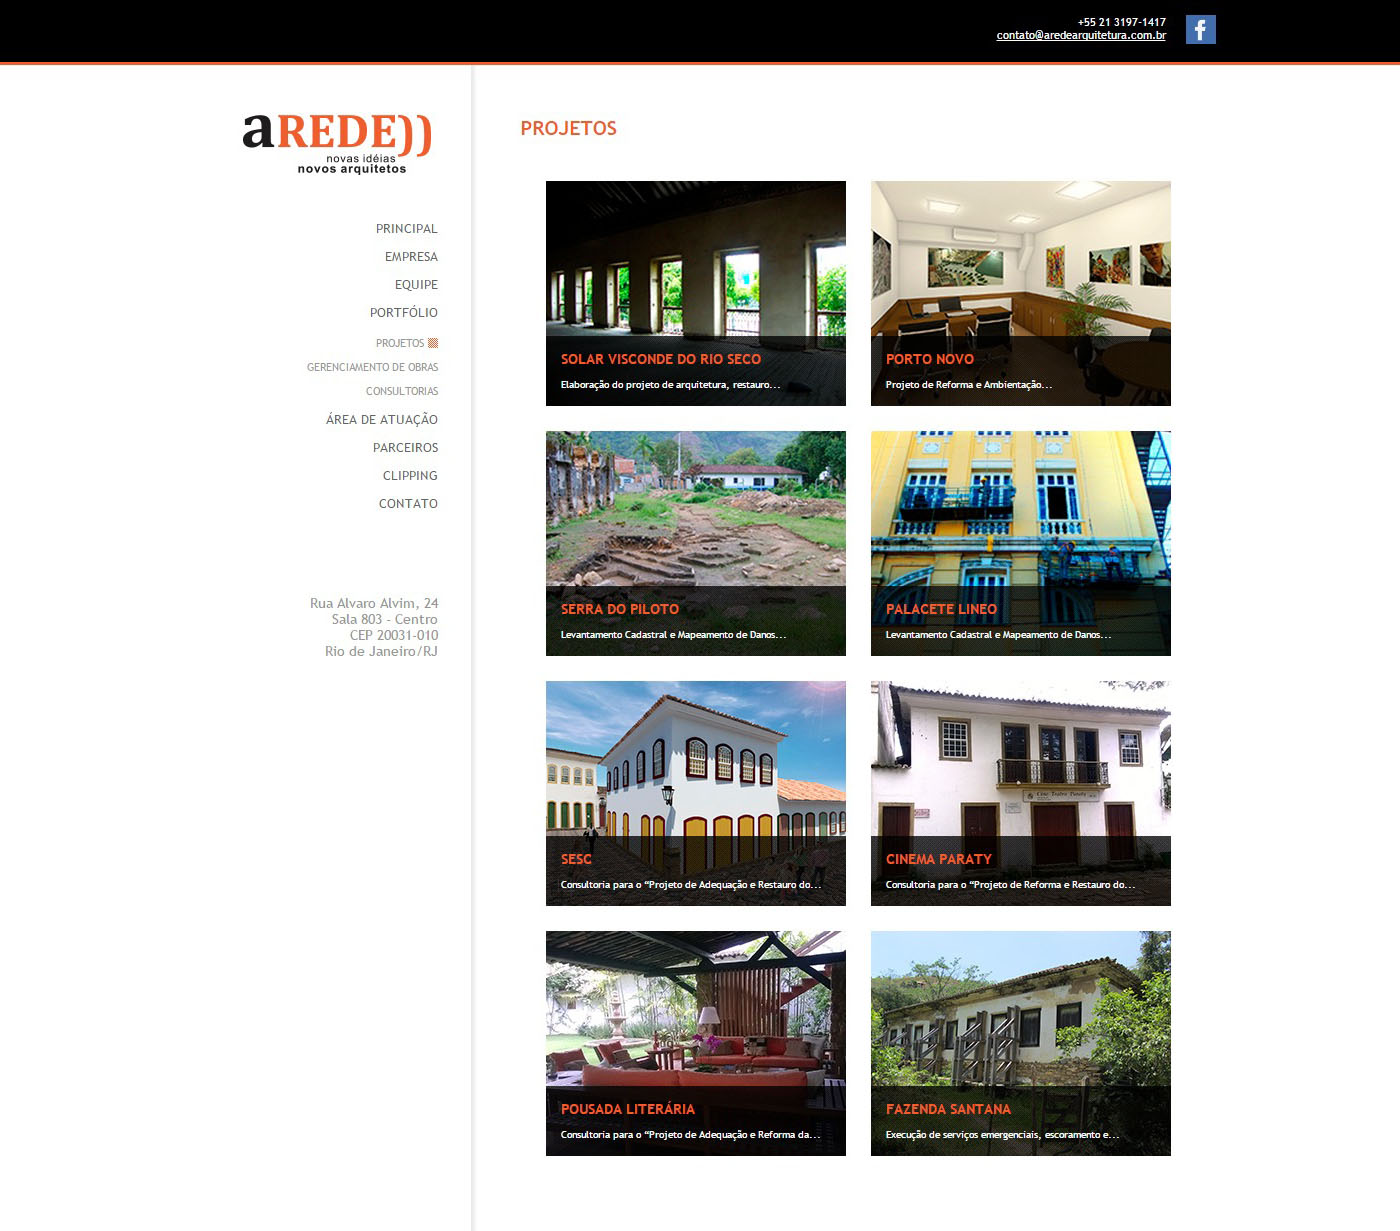 +55 21 3197-1417
contato@aredearquitetura.com.br
aREDE))
novas idéias
novos arquitetos
PRINCIPAL
EMPRESA
EQUIPE
PORTFÓLIO
PROJETOS
GERENCIAMENTO DE OBRAS
CONSULTORIAS
ÁREA DE ATUAÇÃO
PARCEIROS
CLIPPING
CONTATO
Rua Alvaro Alvim, 24
Sala 803 - Centro
CEP 20031-010
Rio de Janeiro/RJ
PROJETOS
SOLAR VISCONDE DO RIO SECO
Elaboração do projeto de arquitetura, restauro...
PORTO NOVO
Projeto de Reforma e Ambientação...
SERRA DO PILOTO
Levantamento Cadastral e Mapeamento de Danos...
PALACETE LINEO
Levantamento Cadastral e Mapeamento de Danos...
SESC
Consultoria para o “Projeto de Adequação e Restauro do...
Cine Teatro Paraty
CINEMA PARATY
Consultoria para o “Projeto de Reforma e Restauro do...
POUSADA LITERÁRIA
Consultoria para o “Projeto de Adequação e Reforma da...
FAZENDA SANTANA
Execução de serviços emergenciais, escoramento e...